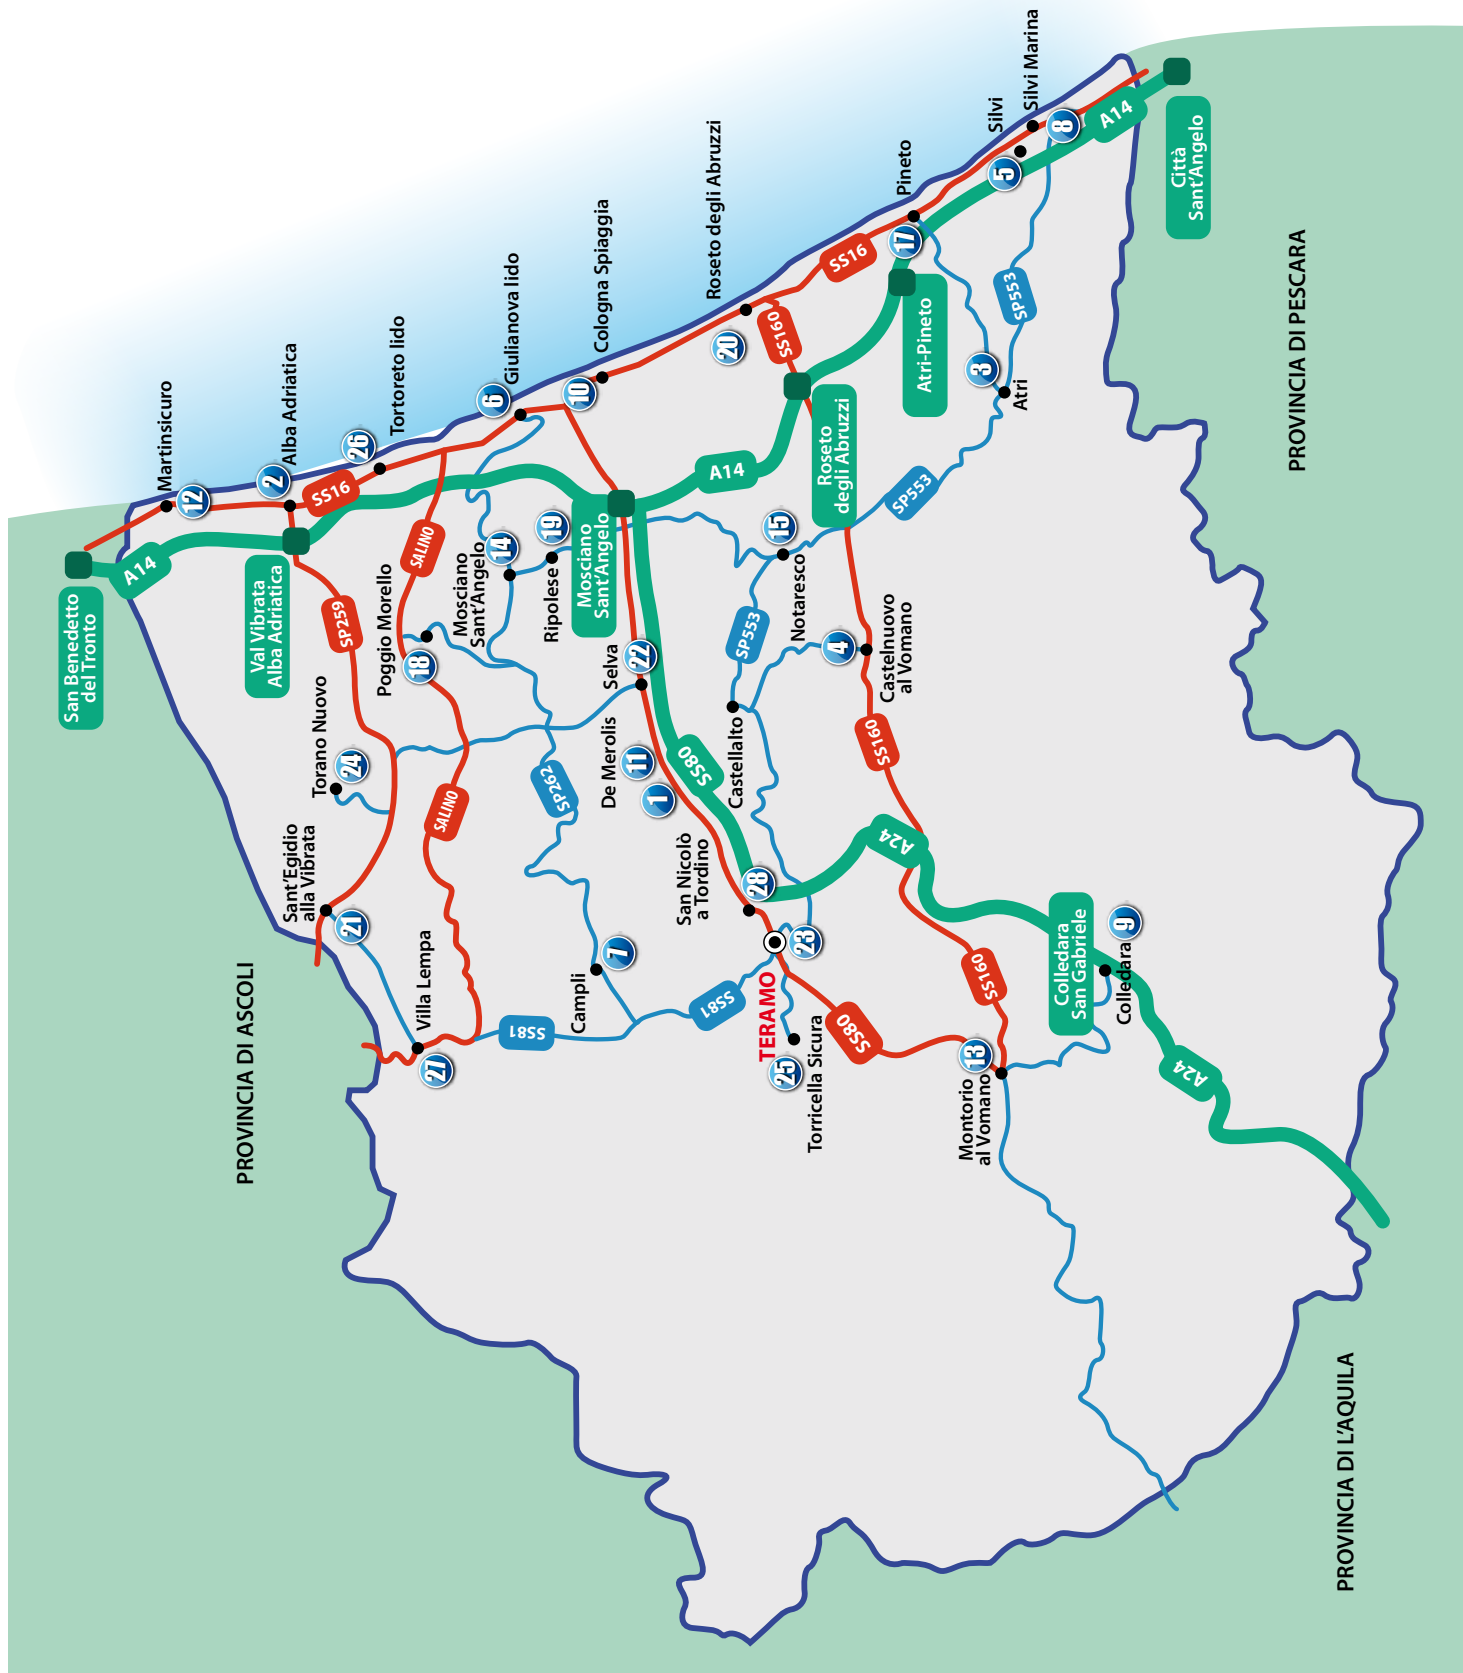 San Benedetto
del Tronto
A14
Martinsicuro
12
2
Alba Adriatica
26
Tortoreto lido
SS16
Val Vibrata
Alba Adriatica
SP259
Torano Nuovo
24
Sant'Egidio
alla Vibrata
21
PROVINCIA DI ASCOLI
Villa Lempa
27
SALINO
SALINO
Poggio Morello
18
Mosciano
Sant'Angelo
14
Ripolese
19
6
Giulianova lido
10
Cologna Spiaggia
Mosciano
Sant'Angelo
SP262
Campli
7
SS81
SS81
De Merolis
11
1
Selva
22
SS80
San Nicolò
a Tordino
28
TERAMO
23
25
Torricella Sicura
SS80
A14
Roseto degli Abruzzi
20
SS160
Roseto
degli Abruzzi
15
Notaresco
SP553
Castellalto
4
Castelnuovo
al Vomano
SS160
A24
SS160
13
Montorio
al Vomano
Colledara
San Gabriele
9
Colledara
A24
SS16
Pineto
17
Atri-Pineto
SP553
3
Atri
SP553
Silvi
5
Silvi Marina
8
A14
Città
Sant'Angelo
PROVINCIA DI PESCARA
PROVINCIA DI L'AQUILA